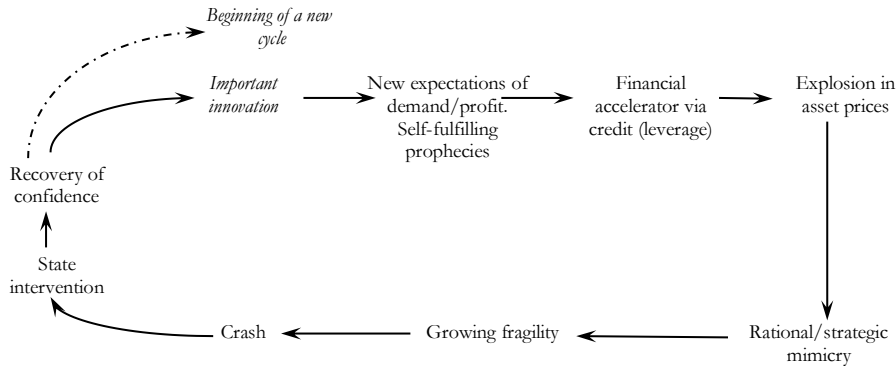 Beginning of a new
cycle
Important
innovation
New expectations of
demand/profit.
Self-fulfilling
prophecies
Financial
accelerator via
credit (leverage)
Explosion in
asset prices
Recovery of
confidence
State
intervention
Crash
Growing fragility
Rational/strategic
mimicry